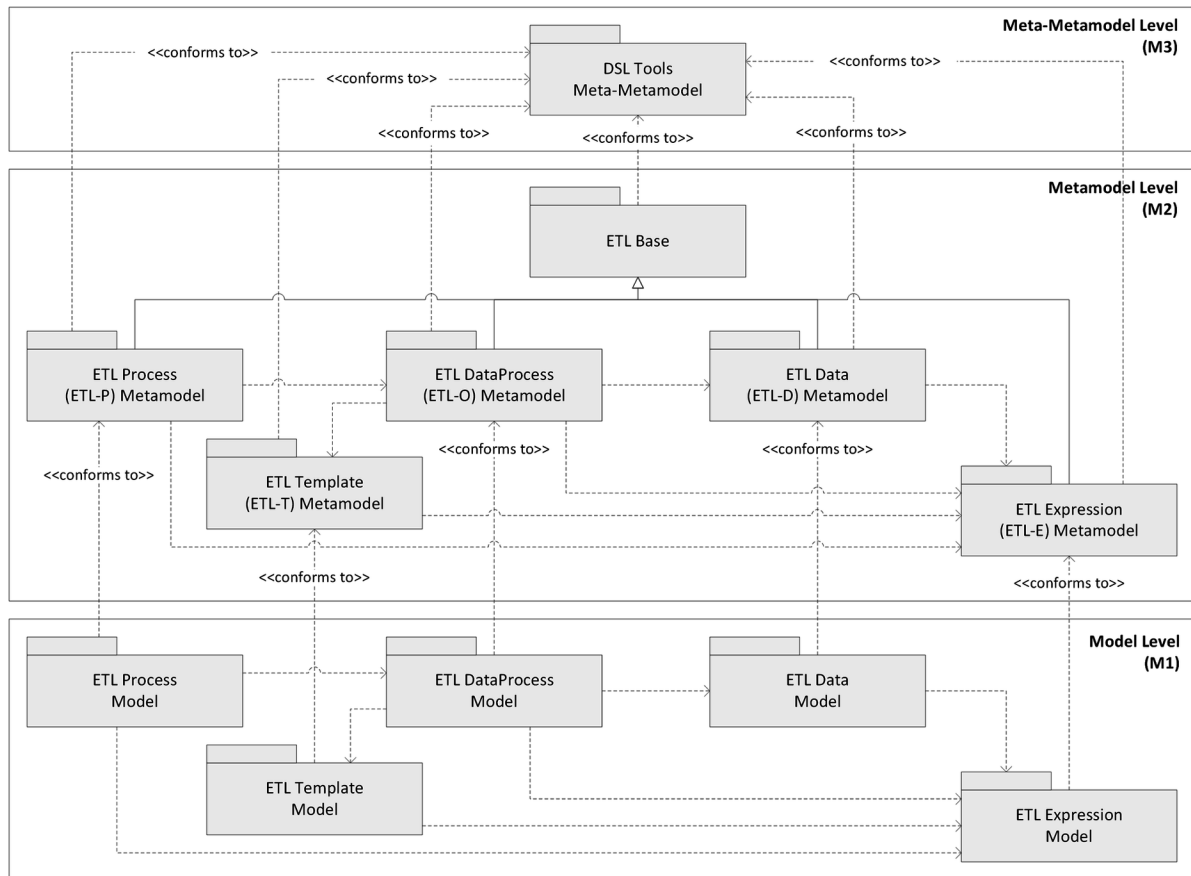 Meta-Metamodel Level
(M3)
<<conforms to>>
DSL Tools
Meta-Metamodel
<<conforms to>>
<<conforms to>>
<<conforms to>>
<<conforms to>>
<<conforms to>>
Metamodel Level
(M2)
ETL Base
ETL Process
(ETL-P) Metamodel
ETL DataProcess
(ETL-O) Metamodel
ETL Data
(ETL-D) Metamodel
<<conforms to>>
<<conforms to>>
<<conforms to>>
ETL Template
(ETL-T) Metamodel
ETL Expression
(ETL-E) Metamodel
<<conforms to>>
<<conforms to>>
Model Level
(M1)
ETL Process
Model
ETL DataProcess
Model
ETL Data
Model
ETL Template
Model
ETL Expression
Model